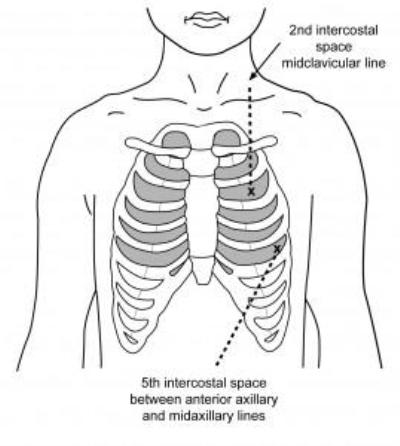 2nd intercostal
space
midclavicular line
x
x
5th intercostal space
between anterior axillary
and midaxillary lines